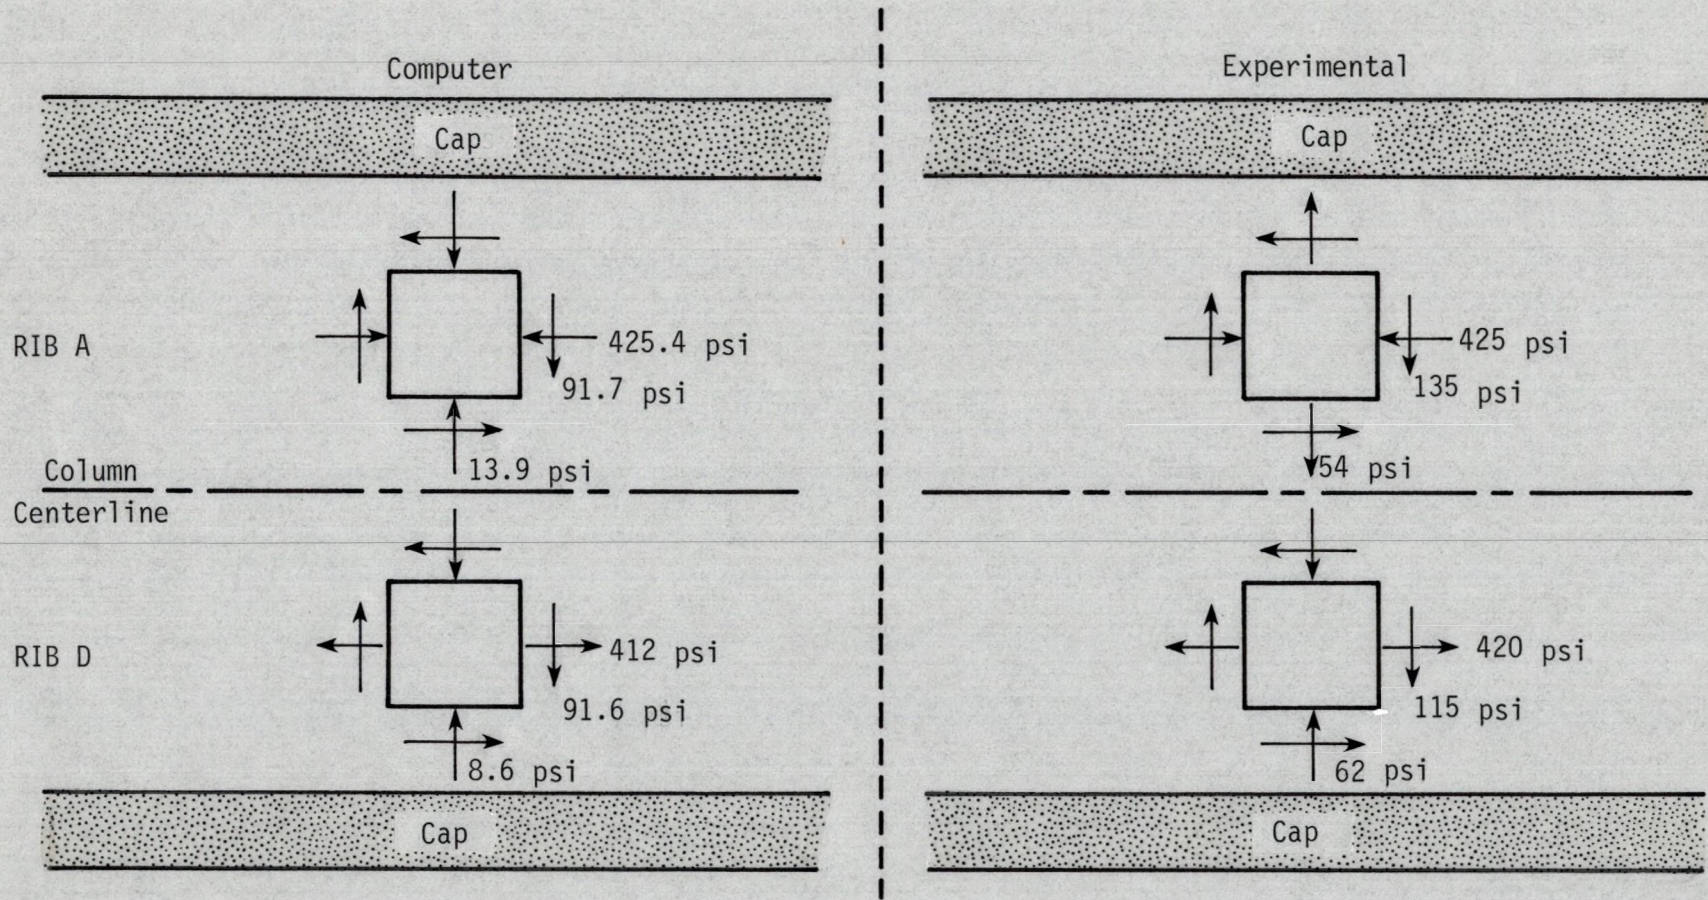 Computer
Experimental
Cap
Cap
RIB A
425.4 psi
91.7 psi
13.9 psi
425 psi
135 psi
54 psi
Column
Centerline
RIB D
412 psi
91.6 psi
8.6 psi
420 psi
115 psi
62 psi
Cap
Cap